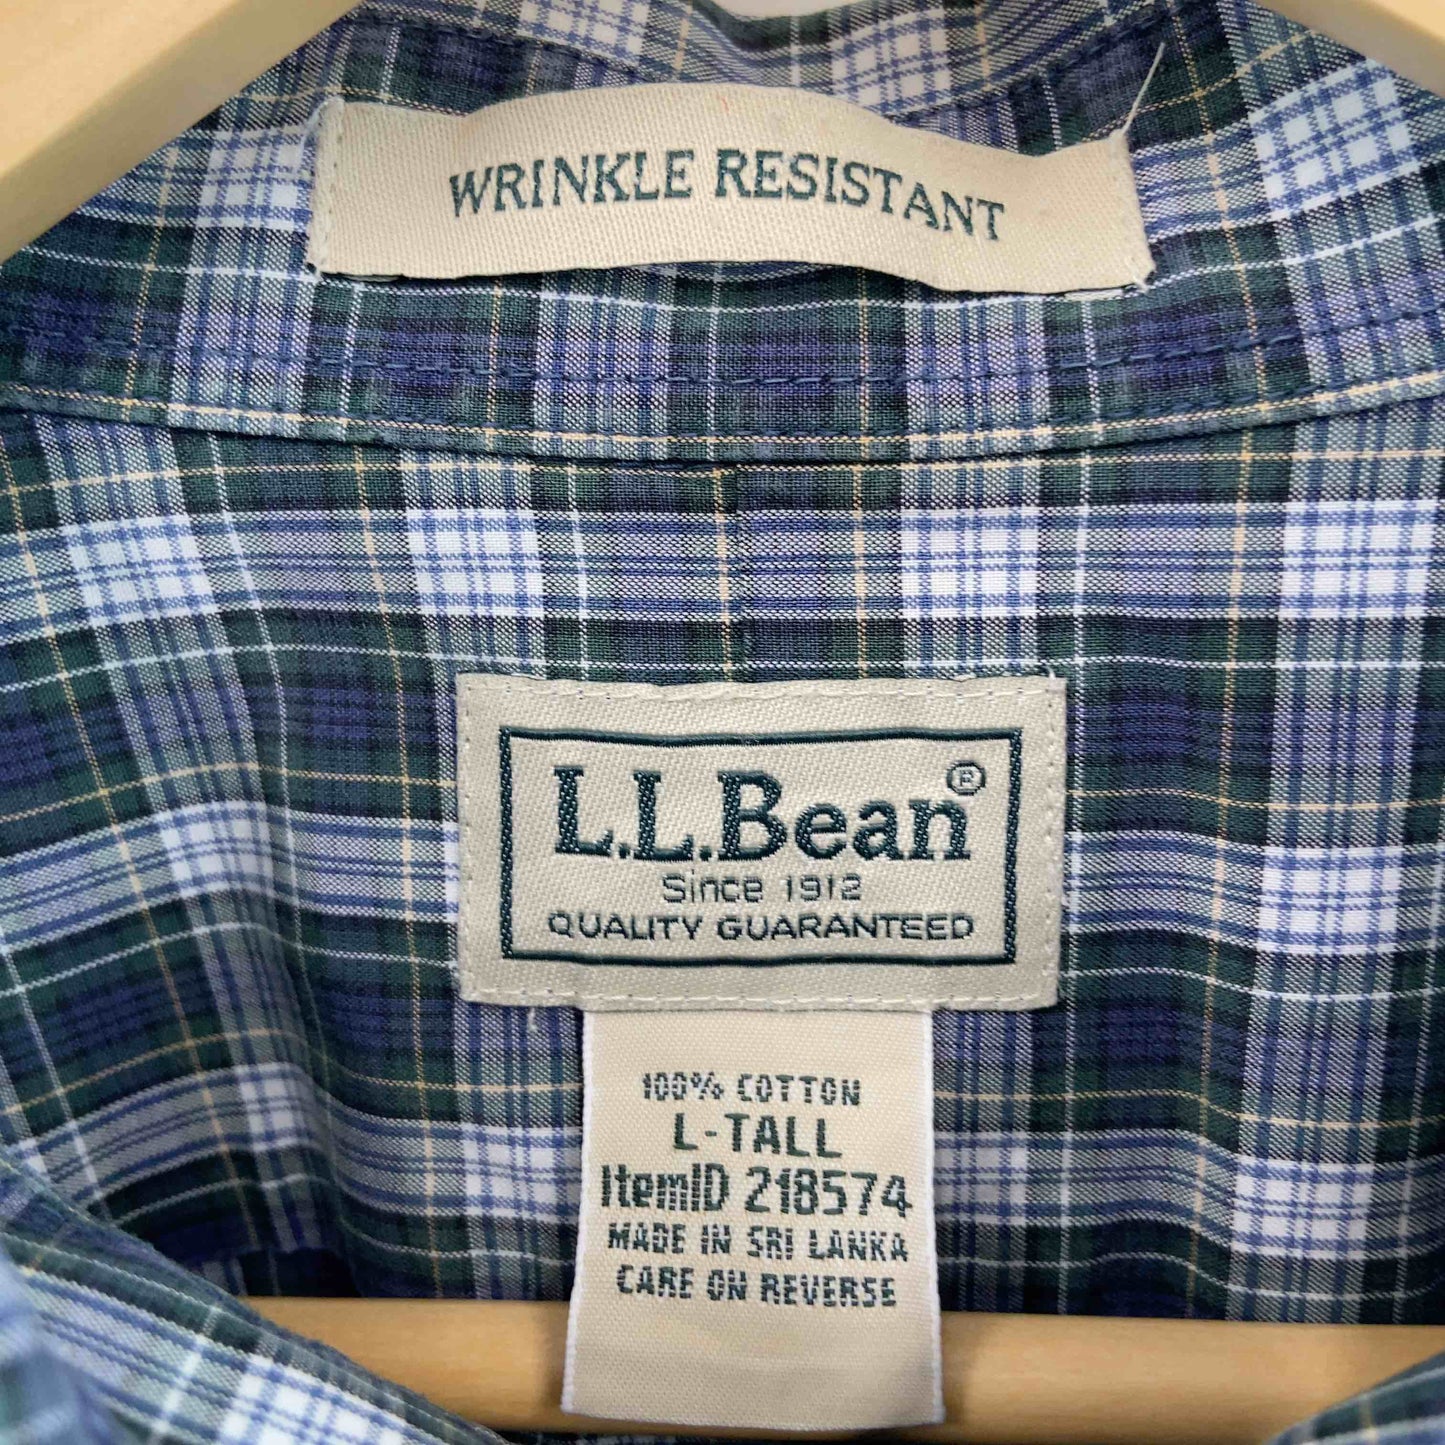 WRINKLE RESISTANT
L.L.Bean®
Since 1912
QUALITY GUARANTEED
100% COTTON
L-TALL
ItemID 218574
MADE IN SRI LANKA
CARE ON REVERSE